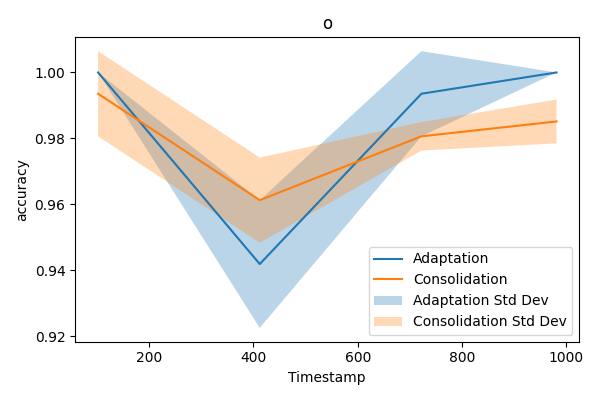 o
accuracy
1.00
0.98
0.96
0.94
0.92
Adaptation
Consolidation
Adaptation Std Dev
Consolidation Std Dev
200 400 600 800 1000
Timestamp